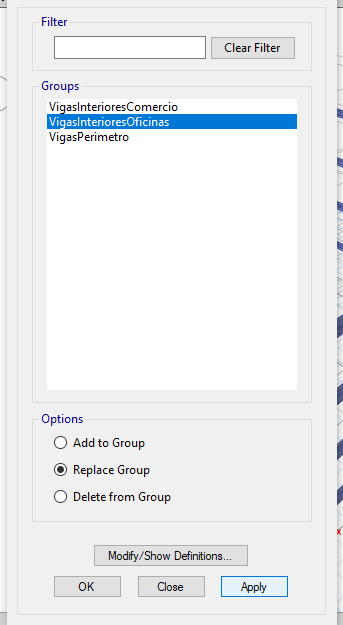 Filter
Clear Filter
Groups
VigasInterioresComercio
VigasInterioresOficinas
VigasPerimetro
Options
Add to Group
Replace Group
Delete from Group
Modify/Show Definitions...
OK Close Apply
x